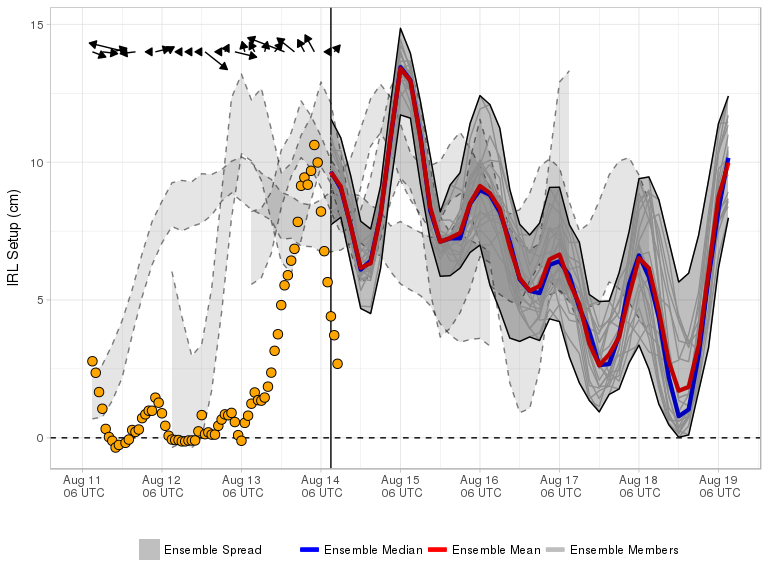 IRL Setup (cm)
15
10
5
0
Aug 11 Aug 12 Aug 13 Aug 14 Aug 15 Aug 16 Aug 17 Aug 18 Aug 19
06 UTC 06 UTC 06 UTC 06 UTC 06 UTC 06 UTC 06 UTC 06 UTC 06 UTC
Ensemble Spread Ensemble Median Ensemble Mean Ensemble Members